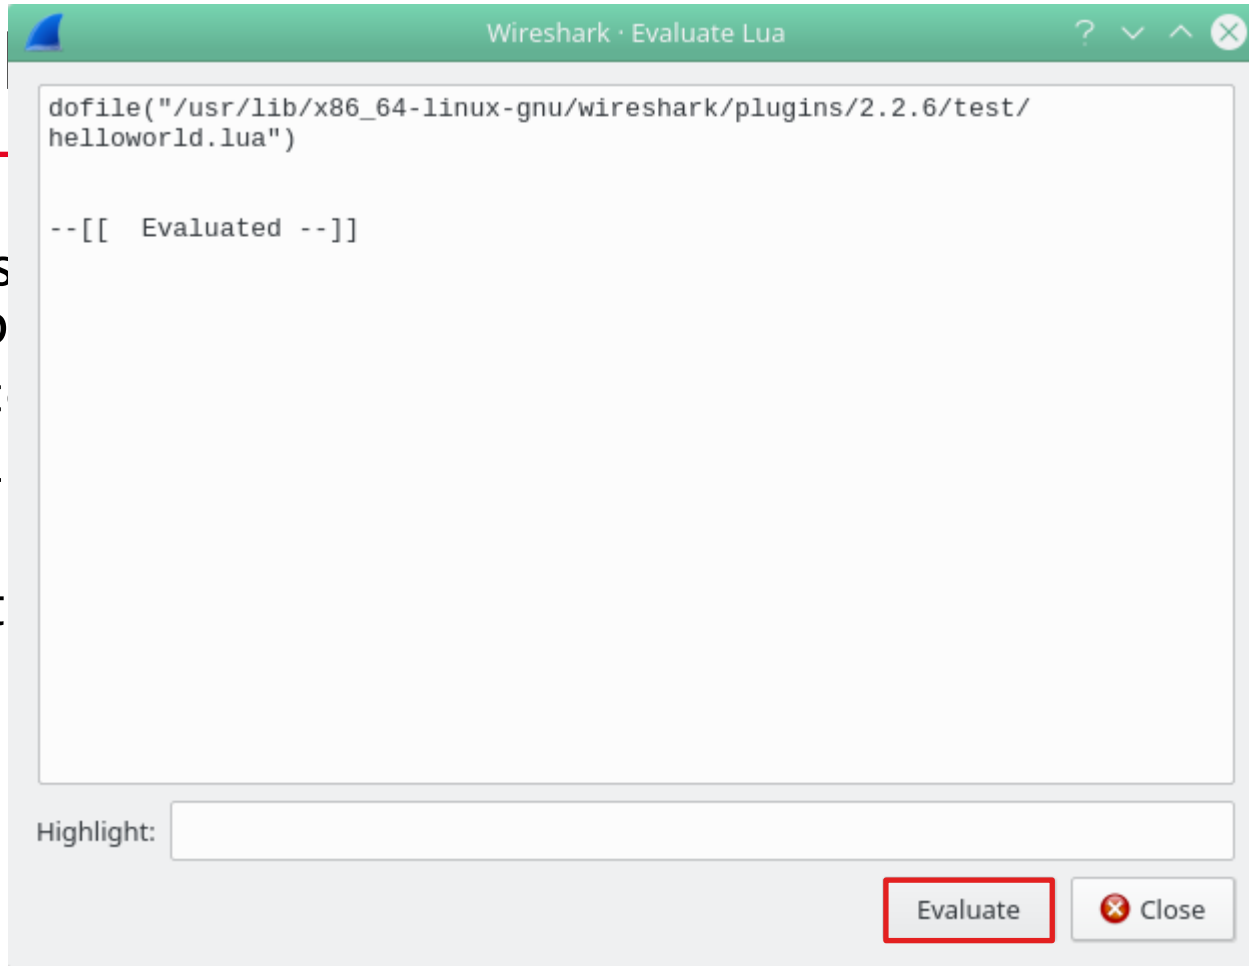 Wireshark · Evaluate Lua
dofile("/usr/lib/x86_64-linux-gnu/wireshark/plugins/2.2.6/test/
helloworld.lua")
--[[  Evaluated --]]
Highlight:
Evaluate
Close